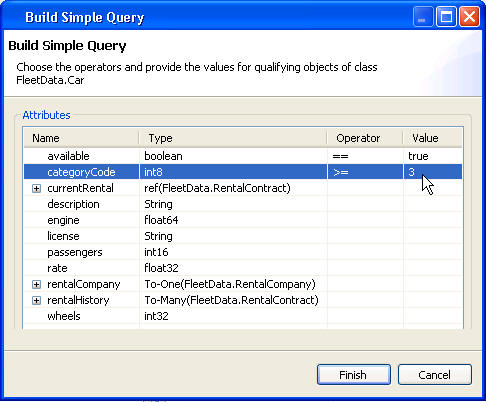 Build Simple Query
Build Simple Query
Choose the operators and provide the values for qualifying objects of class
FleetData.Car
Attributes
Name Type Operator Value
available boolean == true
categoryCode int8 >= 3
currentRental ref(FleetData.RentalContract)
description String
engine float64
license String
passengers int16
rate float32
rentalCompany To-One(FleetData.RentalCompany)
rentalHistory To-Many(FleetData.RentalContract)
wheels int32
Finish Cancel